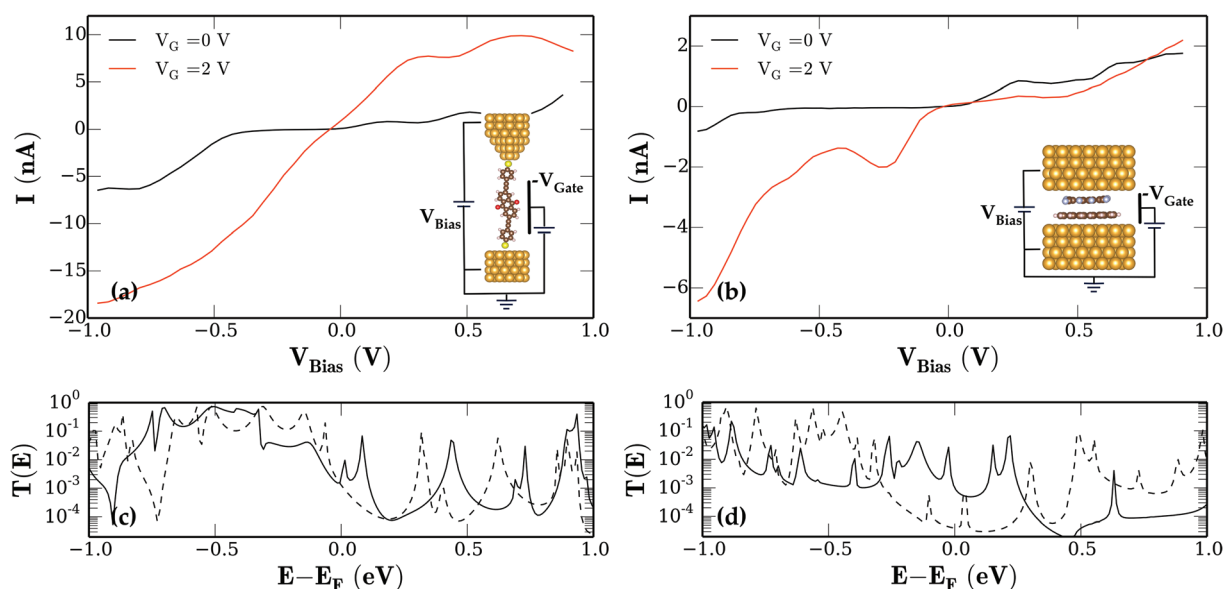 10
5
0
−5
−10
−15
−20
I (nA)
V_G =0 V
V_G =2 V
V_Bias
-V_Gate
(a)
−1.0 −0.5 0.0 0.5 1.0
V_Bias (V)
2
0
−2
−4
−6
I (nA)
V_G =0 V
V_G =2 V
V_Bias
-V_Gate
(b)
−1.0 −0.5 0.0 0.5 1.0
V_Bias (V)
10^0
10^-1
10^-2
10^-3
10^-4
T(E)
(c)
−1.0 −0.5 0.0 0.5 1.0
E−E_F (eV)
10^0
10^-1
10^-2
10^-3
10^-4
T(E)
(d)
−1.0 −0.5 0.0 0.5 1.0
E−E_F (eV)